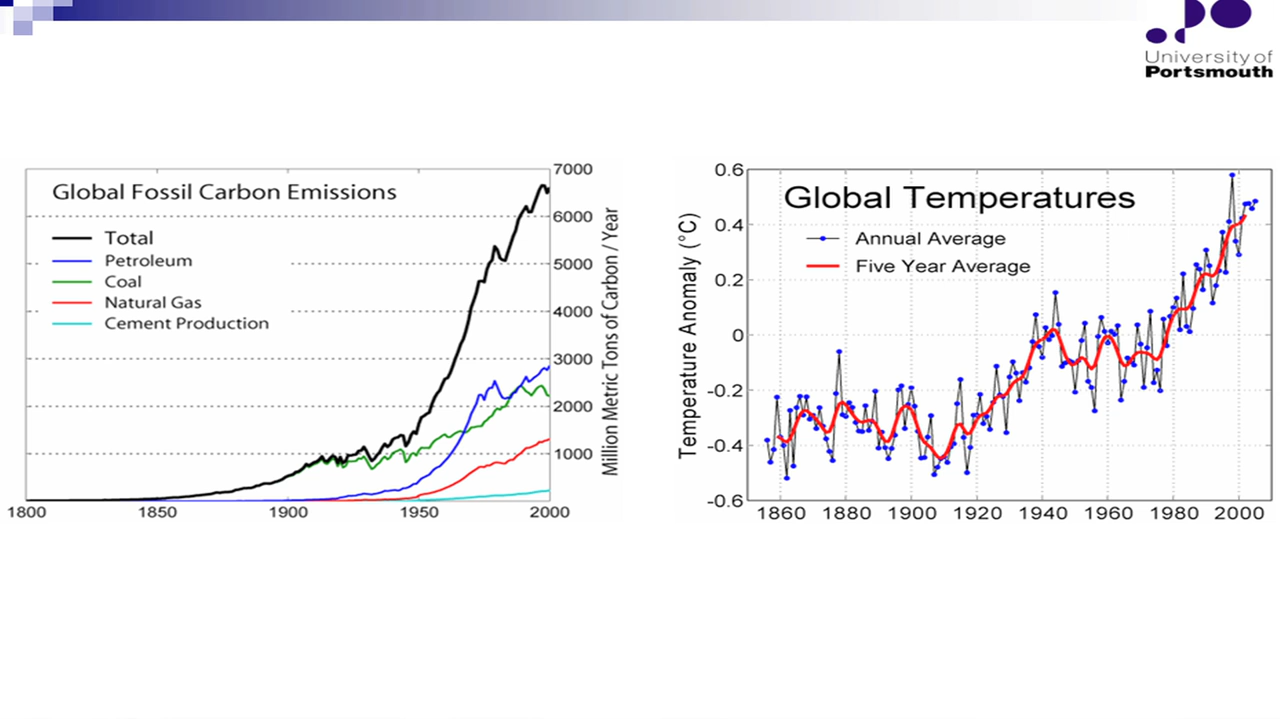 University of
Portsmouth
Global Fossil Carbon Emissions
Total
Petroleum
Coal
Natural Gas
Cement Production
7000
6000
5000
4000
3000
2000
1000
Million Metric Tons of Carbon / Year
1800 1850 1900 1950 2000
Global Temperatures
Annual Average
Five Year Average
Temperature Anomaly (°C)
0.6
0.4
0.2
0
-0.2
-0.4
-0.6
1860 1880 1900 1920 1940 1960 1980 2000